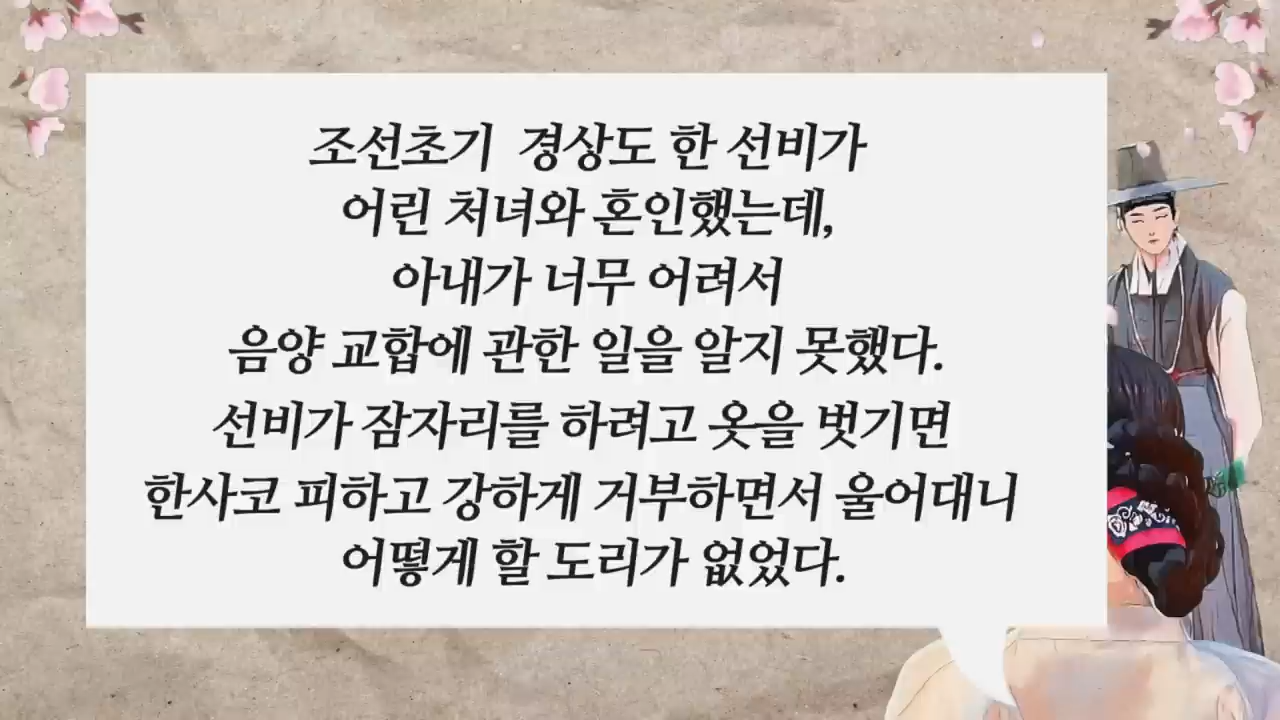 조선초기 경상도 한 선비가
어린 처녀와 혼인했는데,
아내가 너무 어려서
음양 교합에 관한 일을 알지 못했다.
선비가 잠자리를 하려고 옷을 벗기면
한사코 피하고 강하게 거부하면서 울어대니
어떻게 할 도리가 없었다.